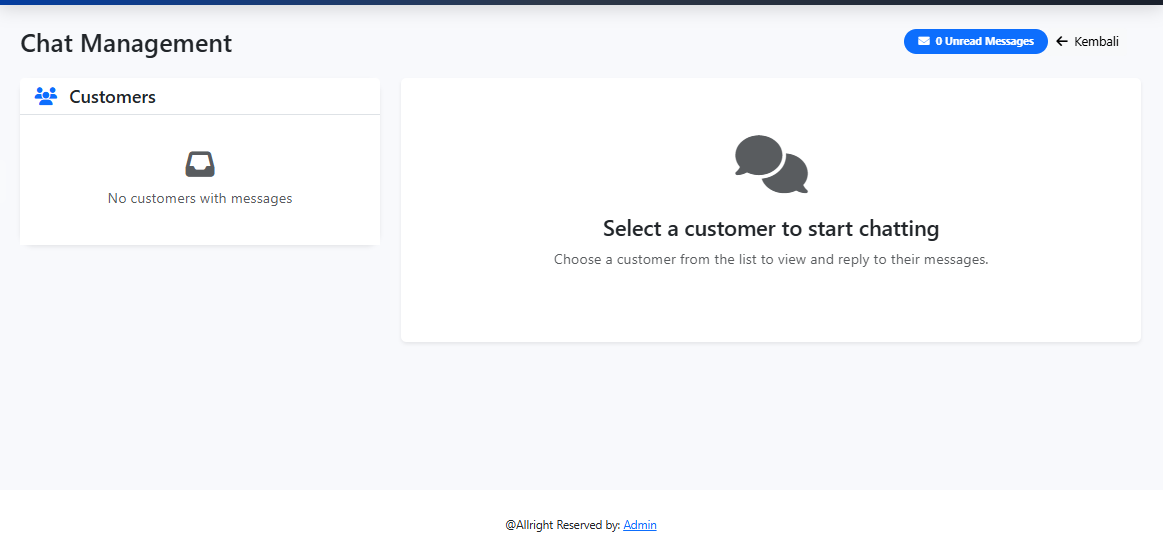 Chat Management
0 Unread Messages
Kembali
Customers
No customers with messages
Select a customer to start chatting
Choose a customer from the list to view and reply to their messages.
@Allright Reserved by: Admin